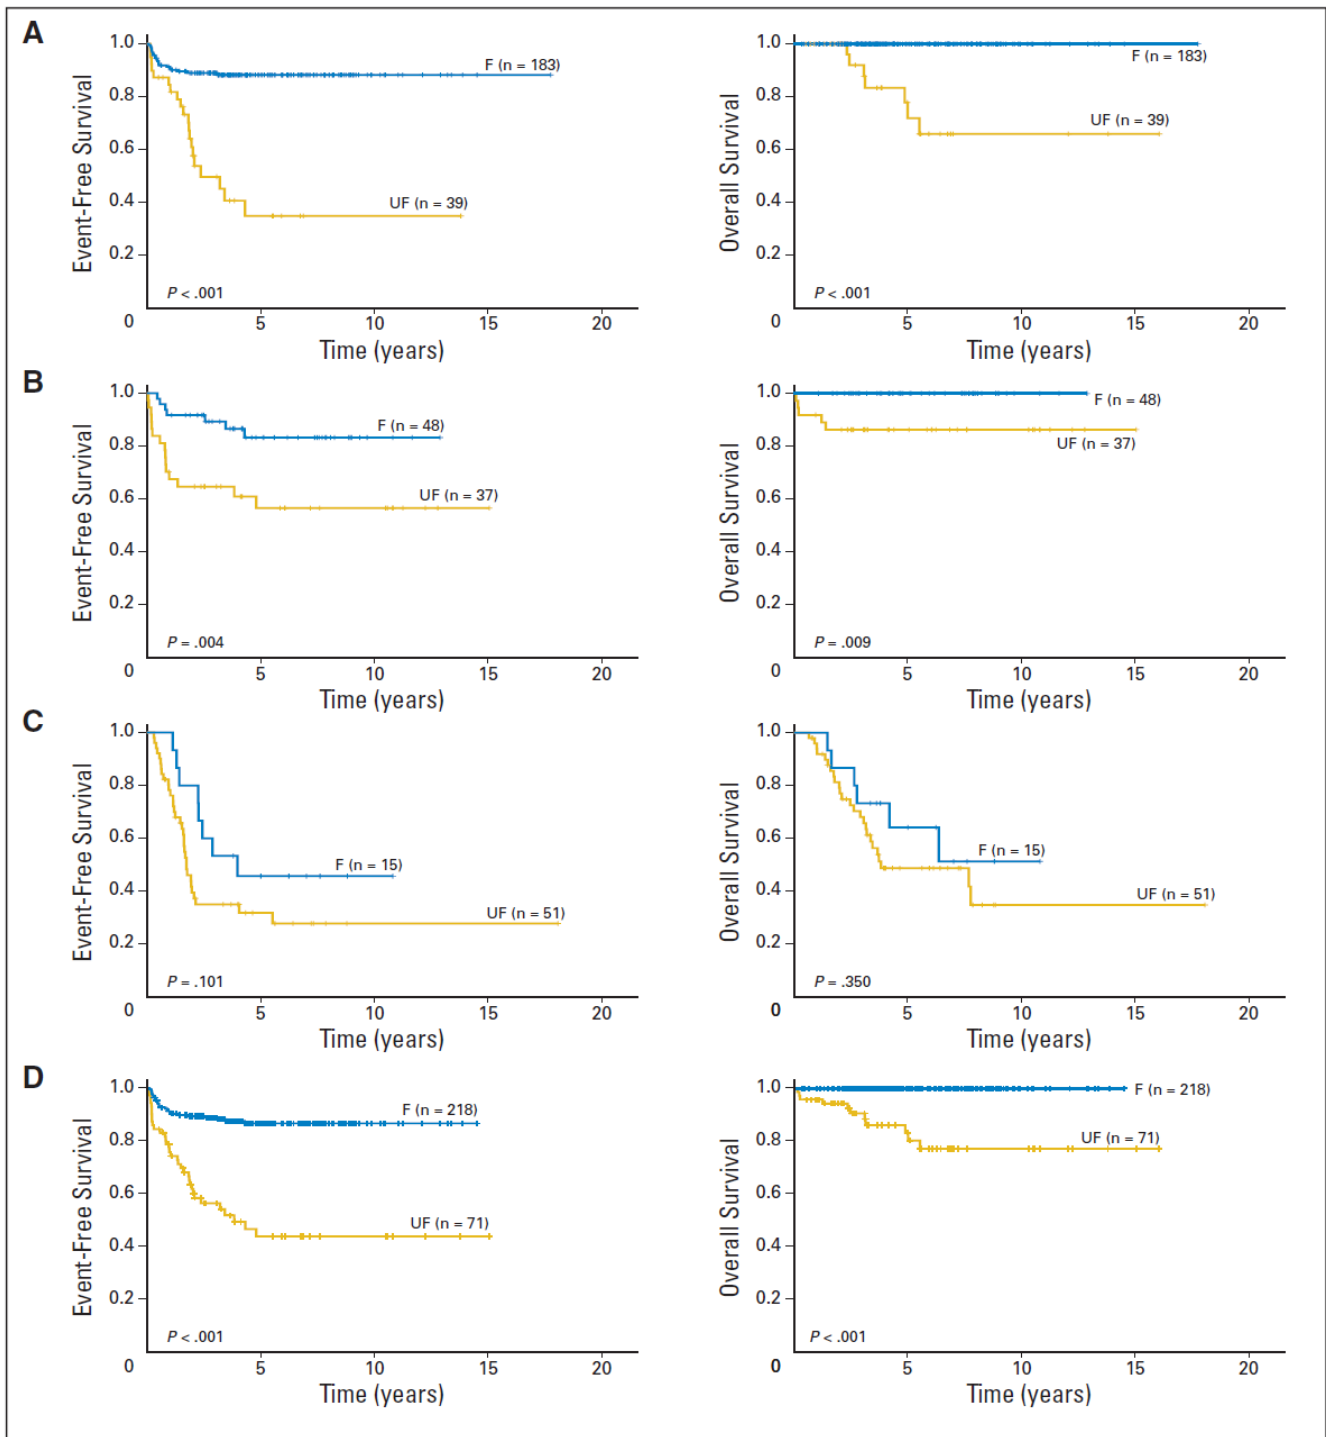 A
Event-Free Survival
1.0
0.8
0.6
0.4
0.2
0
F (n = 183)
UF (n = 39)
P < .001
5 10 15 20
Time (years)
Overall Survival
1.0
0.8
0.6
0.4
0.2
0
F (n = 183)
UF (n = 39)
P < .001
5 10 15 20
Time (years)
B
Event-Free Survival
1.0
0.8
0.6
0.4
0.2
0
F (n = 48)
UF (n = 37)
P = .004
5 10 15 20
Time (years)
Overall Survival
1.0
0.8
0.6
0.4
0.2
0
F (n = 48)
UF (n = 37)
P = .009
5 10 15 20
Time (years)
C
Event-Free Survival
1.0
0.8
0.6
0.4
0.2
0
F (n = 15)
UF (n = 51)
P = .101
5 10 15 20
Time (years)
Overall Survival
1.0
0.8
0.6
0.4
0.2
0
F (n = 15)
UF (n = 51)
P = .350
5 10 15 20
Time (years)
D
Event-Free Survival
1.0
0.8
0.6
0.4
0.2
0
F (n = 218)
UF (n = 71)
P < .001
5 10 15 20
Time (years)
Overall Survival
1.0
0.8
0.6
0.4
0.2
0
F (n = 218)
UF (n = 71)
P < .001
5 10 15 20
Time (years)